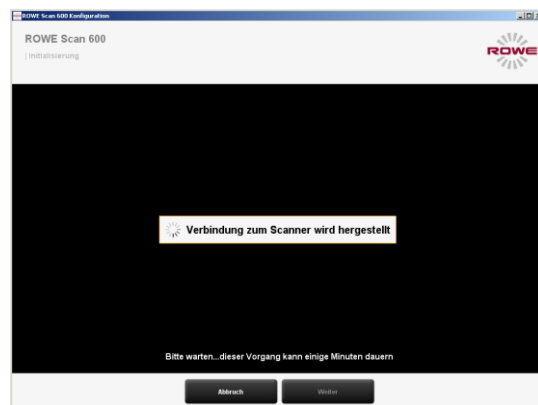 ROWE Scan 600 Konfiguration
ROWE Scan 600
| Initialisierung
ROWE
Verbindung zum Scanner wird hergestellt
Bitte warten...dieser Vorgang kann einige Minuten dauern
Abbruch
Weiter